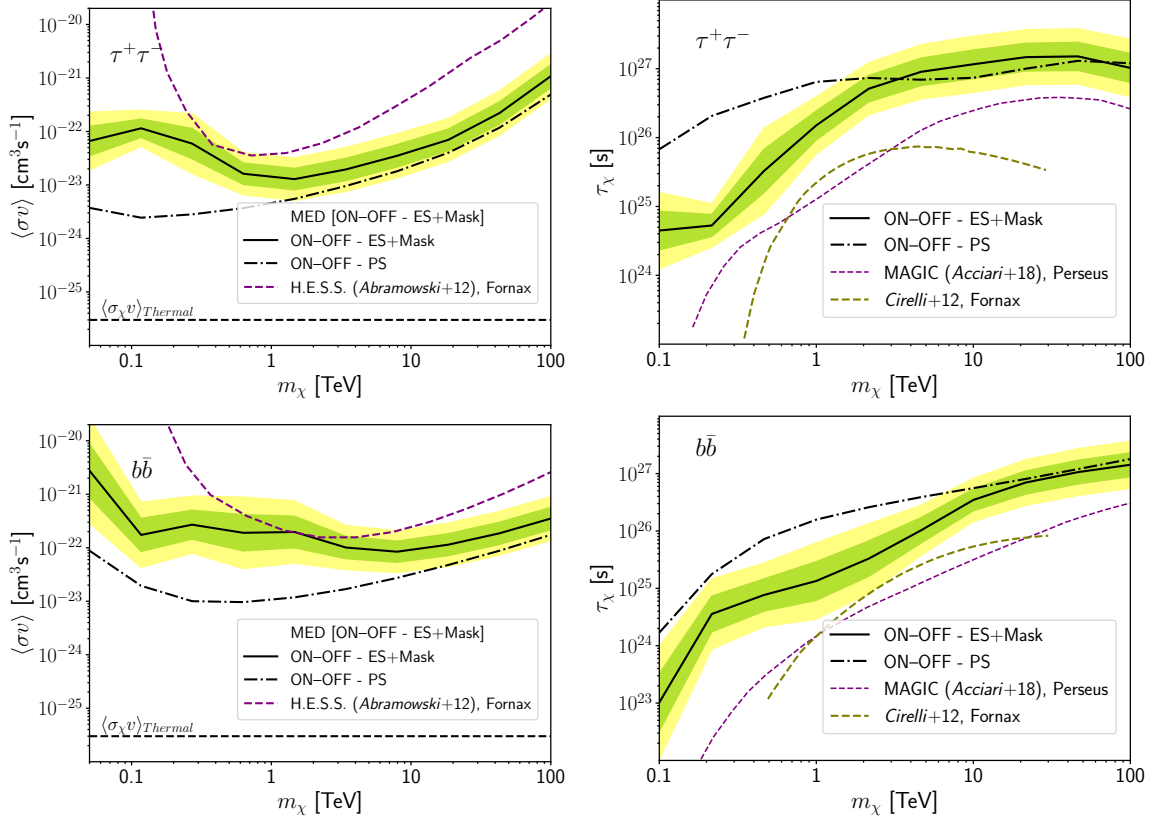 10⁻²⁰
10⁻²¹
10⁻²²
10⁻²³
10⁻²⁴
10⁻²⁵
⟨σv⟩ [cm³s⁻¹]
τ⁺τ⁻
MED [ON–OFF - ES+Mask]
ON–OFF - ES+Mask
ON–OFF - PS
H.E.S.S. (Abramowski+12), Fornax
⟨σᵪv⟩Thermal
0.1 1 10 100
mᵪ [TeV]
10²⁷
10²⁶
10²⁵
10²⁴
τᵪ [s]
τ⁺τ⁻
ON–OFF - ES+Mask
ON–OFF - PS
MAGIC (Acciari+18), Perseus
Cirelli+12, Fornax
0.1 1 10 100
mᵪ [TeV]
10⁻²⁰
10⁻²¹
10⁻²²
10⁻²³
10⁻²⁴
10⁻²⁵
⟨σv⟩ [cm³s⁻¹]
bb̄
MED [ON–OFF - ES+Mask]
ON–OFF - ES+Mask
ON–OFF - PS
H.E.S.S. (Abramowski+12), Fornax
⟨σᵪv⟩Thermal
0.1 1 10 100
mᵪ [TeV]
10²⁷
10²⁶
10²⁵
10²⁴
10²³
τᵪ [s]
bb̄
ON–OFF - ES+Mask
ON–OFF - PS
MAGIC (Acciari+18), Perseus
Cirelli+12, Fornax
0.1 1 10 100
mᵪ [TeV]